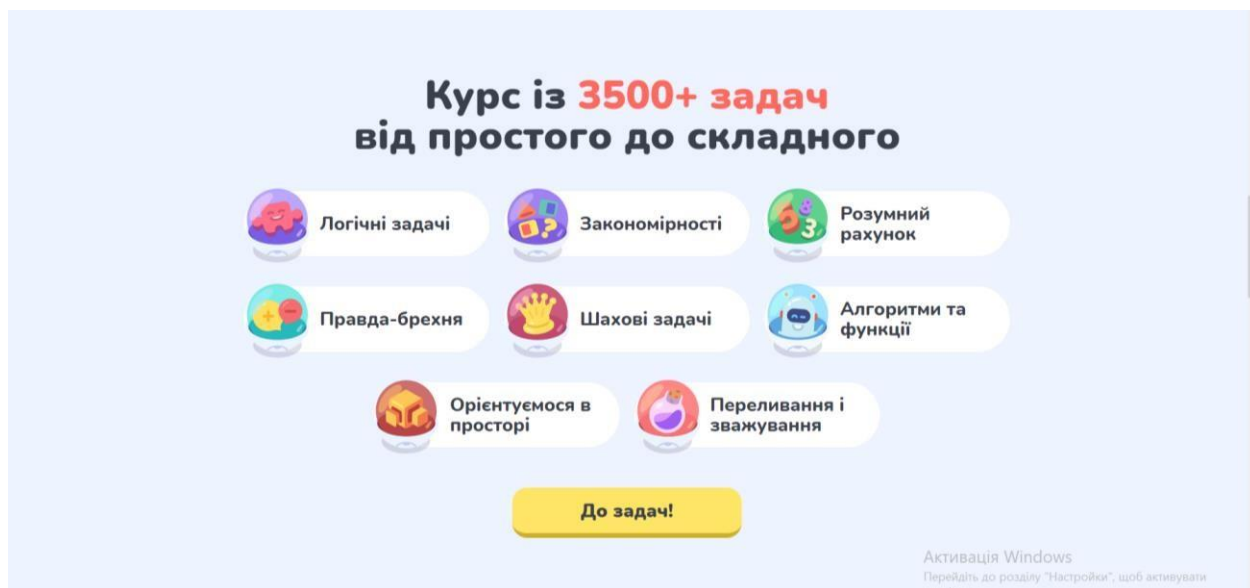 Курс із 3500+ задач
від простого до складного
Логічні задачі
Закономірності
Розумний
рахунок
Правда-брехня
Шахові задачі
Алгоритми та
функції
Орієнтуємося в
просторі
Переливання і
зважування
До задач!
Активація Windows
Перейдіть до розділу "Настройки", щоб активувати